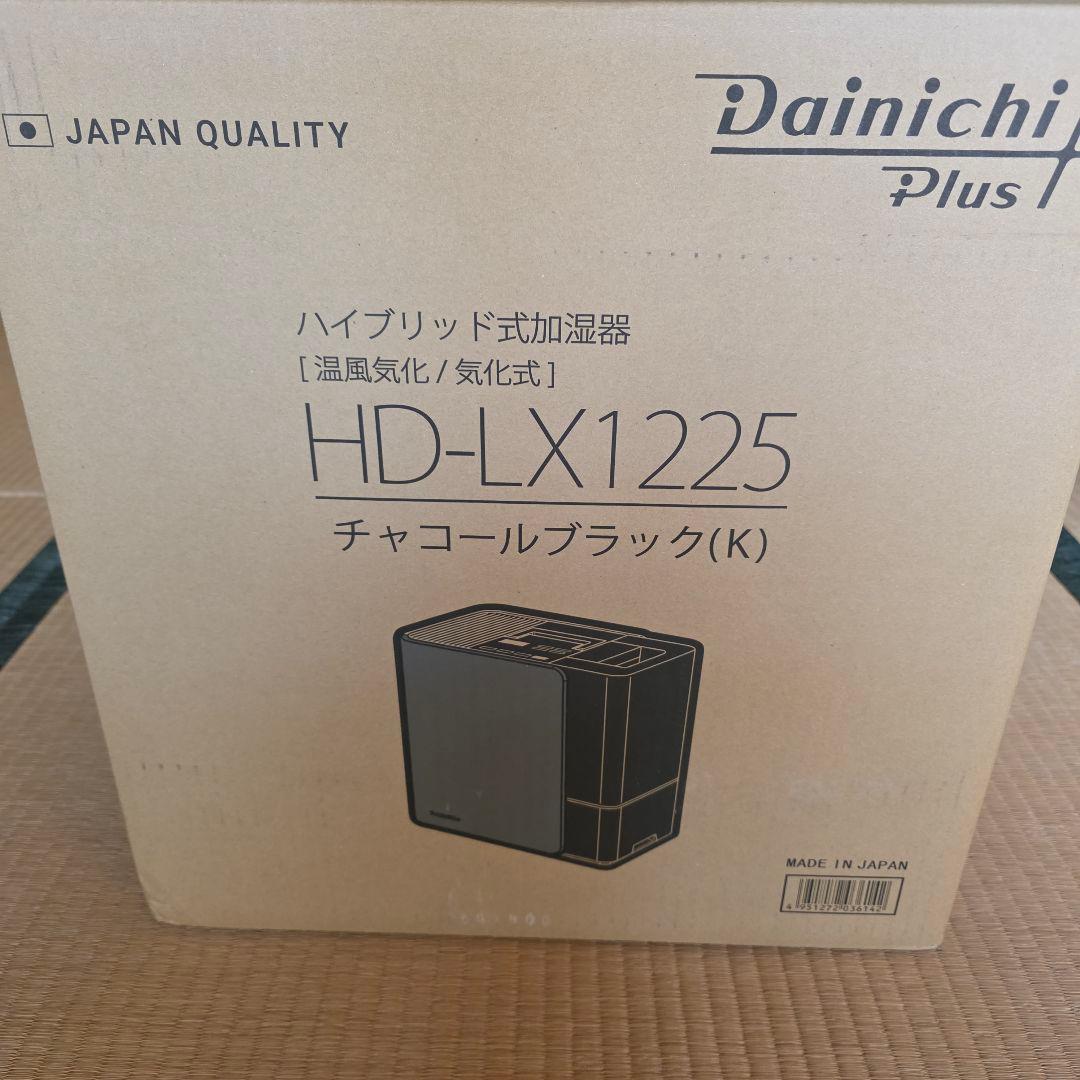 JAPAN QUALITY
Dainichi
Plus
ハイブリッド式加湿器
[温風気化/気化式]
HD-LX1225
チャコールブラック(K)
MADE IN JAPAN
4951272036142